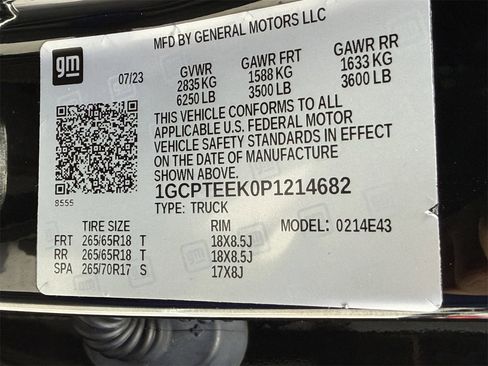 MFD BY GENERAL MOTORS LLC
gm
07/23
GVWR GAWR FRT GAWR RR
2835 KG 1588 KG 1633 KG
6250 LB 3500 LB 3600 LB
THIS VEHICLE CONFORMS TO ALL
APPLICABLE U.S. FEDERAL MOTOR
VEHICLE SAFETY STANDARDS IN EFFECT
ON THE DATE OF MANUFACTURE
SHOWN ABOVE.
8555
1GCPTEEK0P1214682
TYPE: TRUCK MODEL: 0214E43
TIRE SIZE RIM
FRT 265/65R18 T 18X8.5J
RR 265/65R18 T 18X8.5J
SPA 265/70R17 S 17X8J